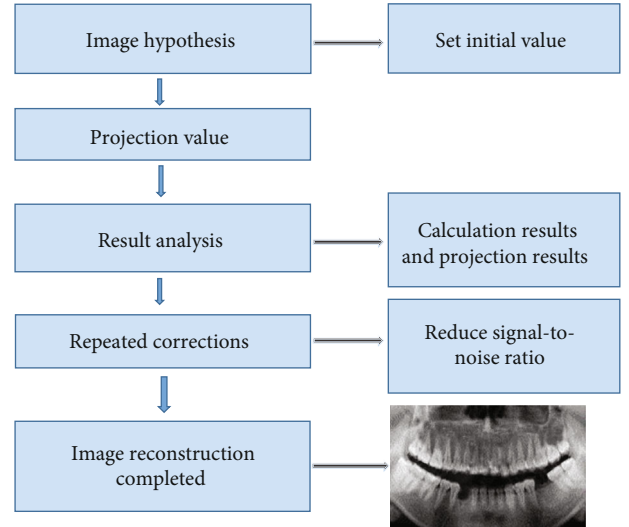 Image hypothesis
Set initial value
Projection value
Result analysis
Calculation results
and projection results
Repeated corrections
Reduce signal-to-
noise ratio
Image reconstruction
completed